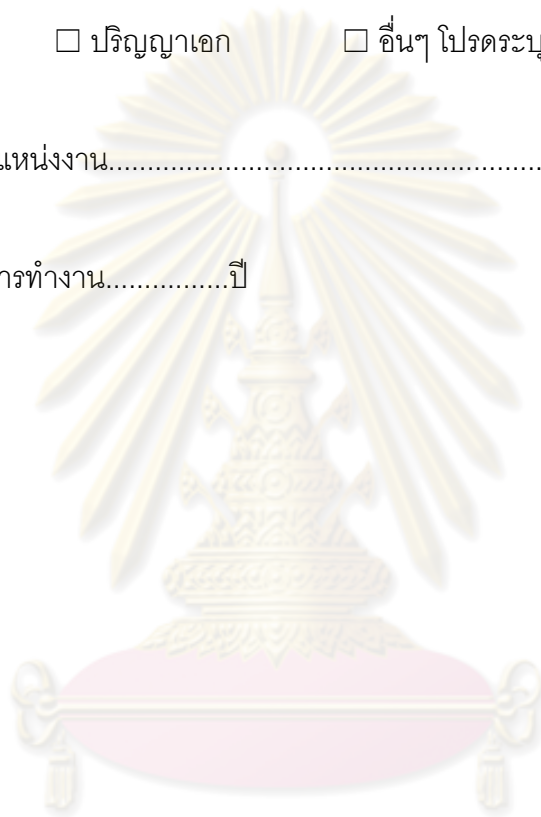 ☐ ปริญญาเอก ☐ อื่นๆ โปรดระบุ
แหน่งงาน........................................................
ารทำงาน................ปี